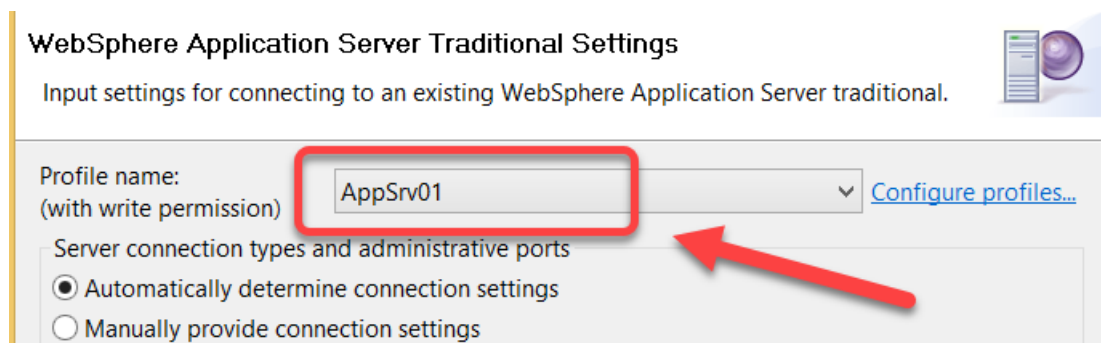 WebSphere Application Server Traditional Settings
Input settings for connecting to an existing WebSphere Application Server traditional.
Profile name:
(with write permission)
AppSrv01
Configure profiles...
Server connection types and administrative ports
Automatically determine connection settings
Manually provide connection settings